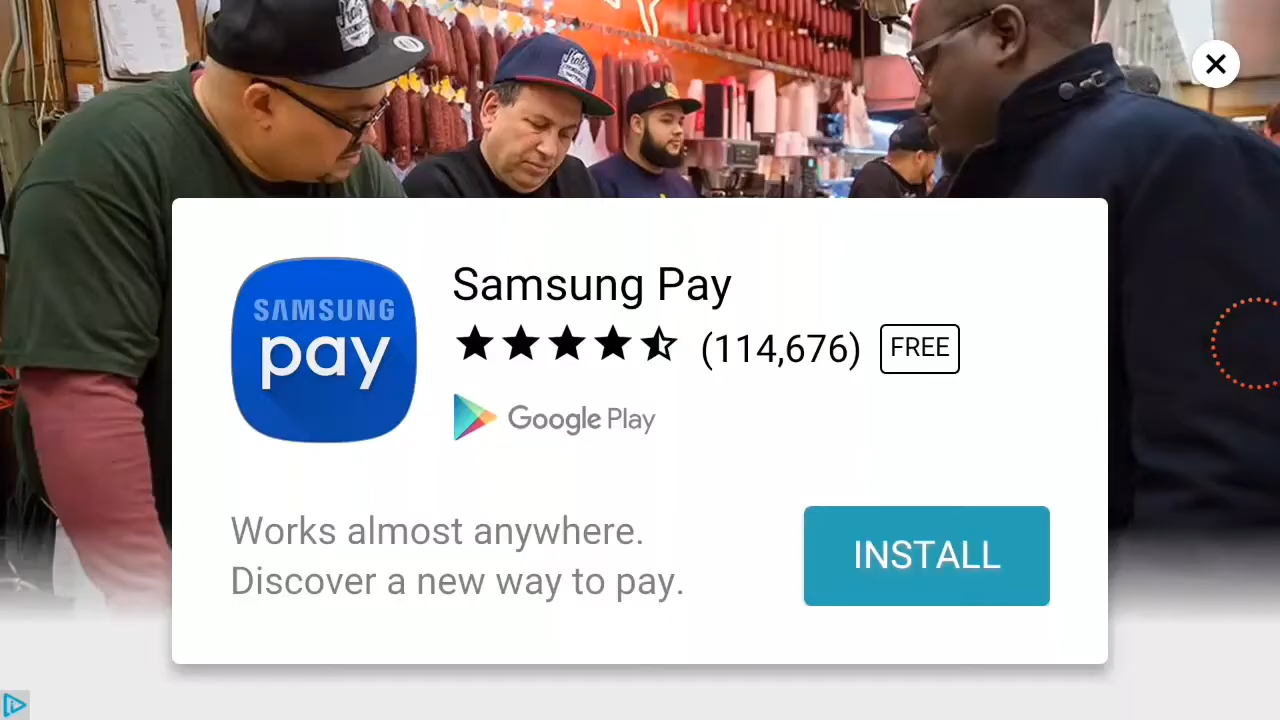 SAMSUNG
pay
Samsung Pay
(114,676)
FREE
Google Play
Works almost anywhere.
Discover a new way to pay.
INSTALL